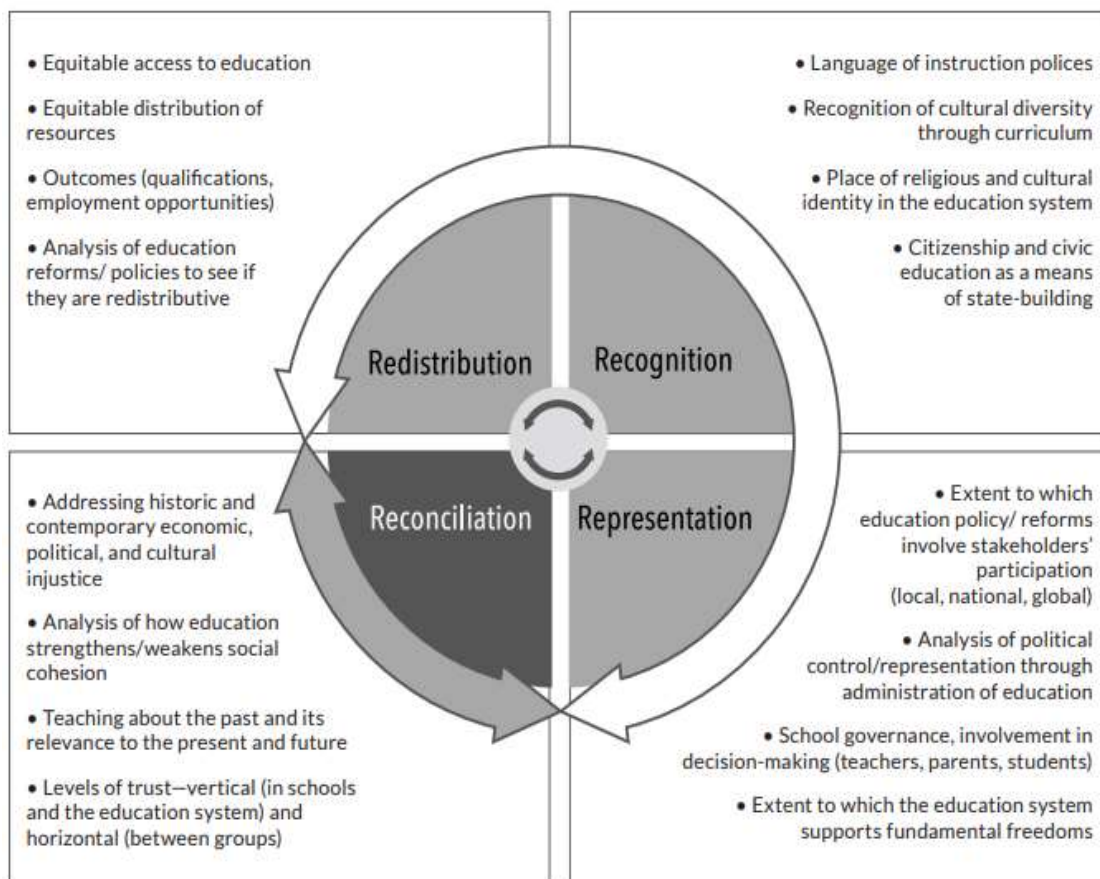 • Equitable access to education
• Equitable distribution of
resources
• Outcomes (qualifications,
employment opportunities)
• Analysis of education
reforms/ policies to see if
they are redistributive
• Language of instruction polices
• Recognition of cultural diversity
through curriculum
• Place of religious and cultural
identity in the education system
• Citizenship and civic
education as a means
of state-building
Redistribution
Recognition
Reconciliation
Representation
• Addressing historic and
contemporary economic,
political, and cultural
injustice
• Analysis of how education
strengthens/weakens social
cohesion
• Teaching about the past and its
relevance to the present and future
• Levels of trust—vertical (in schools
and the education system) and
horizontal (between groups)
• Extent to which
education policy/ reforms
involve stakeholders’
participation
(local, national, global)
• Analysis of political
control/representation through
administration of education
• School governance, involvement in
decision-making (teachers, parents, students)
• Extent to which the education system
supports fundamental freedoms